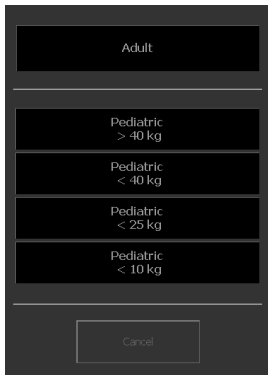 Adult
Pediatric
> 40 kg
Pediatric
< 40 kg
Pediatric
< 25 kg
Pediatric
< 10 kg
Cancel